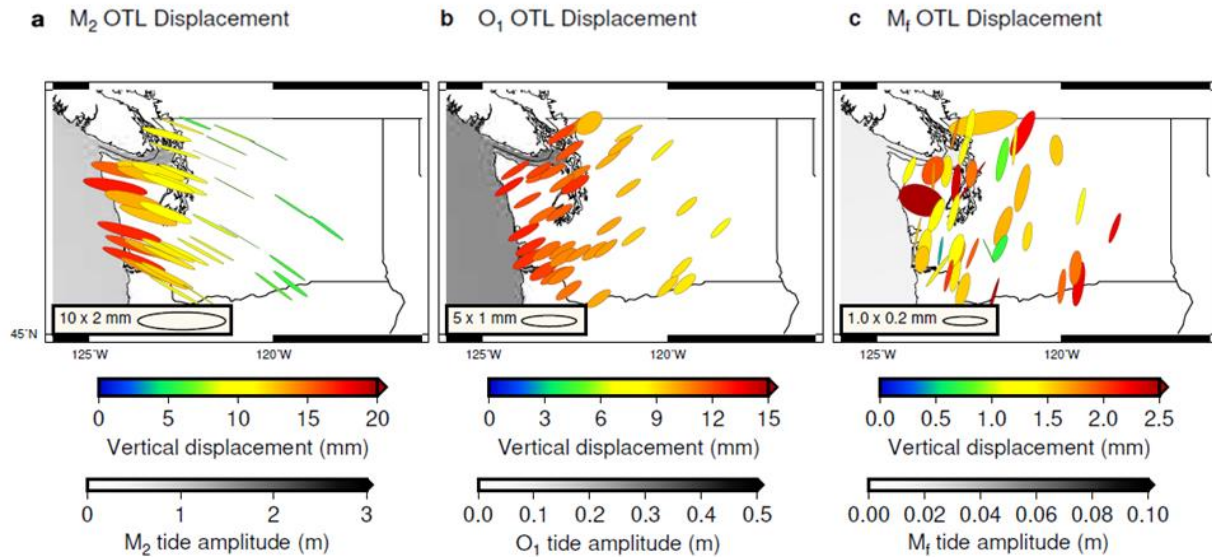 a M₂ OTL Displacement
b O₁ OTL Displacement
c Mf OTL Displacement
10 x 2 mm
5 x 1 mm
1.0 x 0.2 mm
45°N
125°W 120°W
125°W 120°W
125°W 120°W
0 5 10 15 20
Vertical displacement (mm)
0 3 6 9 12 15
Vertical displacement (mm)
0.0 0.5 1.0 1.5 2.0 2.5
Vertical displacement (mm)
0 1 2 3
M₂ tide amplitude (m)
0.0 0.1 0.2 0.3 0.4 0.5
O₁ tide amplitude (m)
0.00 0.02 0.04 0.06 0.08 0.10
Mf tide amplitude (m)